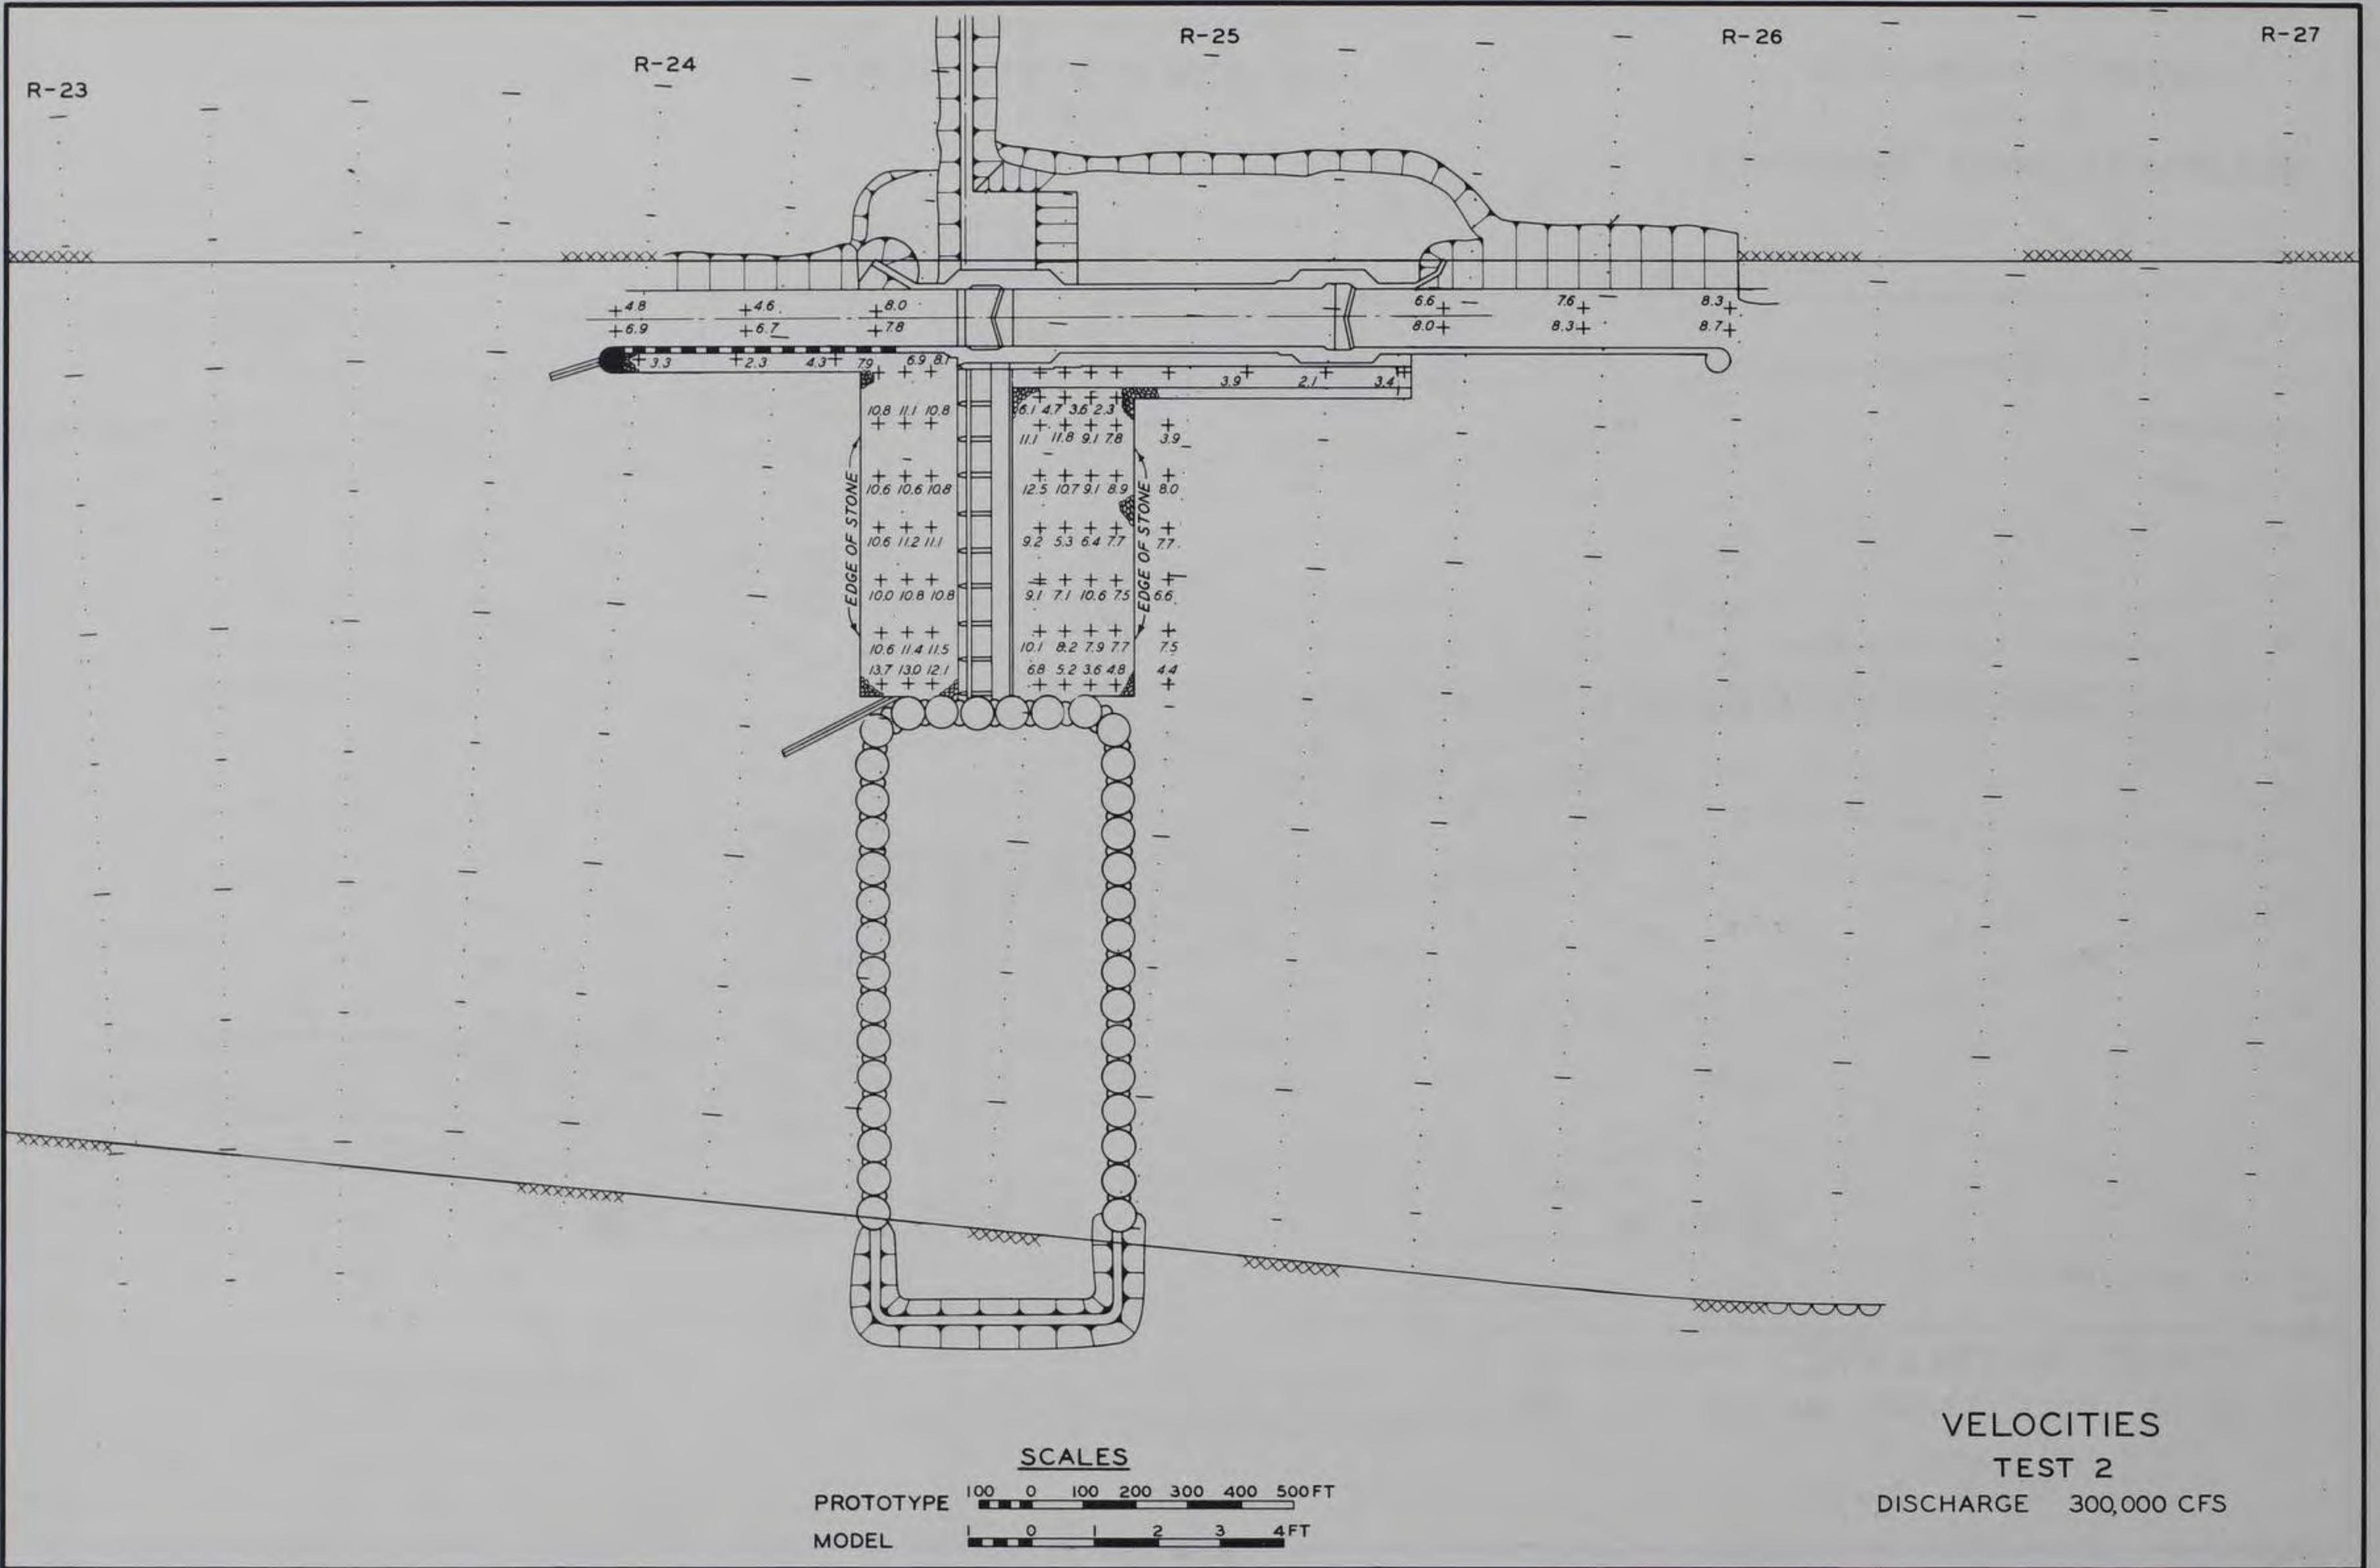 R-23
R-24
R-25
R-26
R-27
4.8 4.6 8.0 6.6 7.6 8.3
6.9 6.7 7.8 8.0 8.3 8.7
3.3 2.3 4.3 7.9 6.9 8.1
3.9 2.1 3.4
10.8 11.1 10.8 6.1 4.7 3.6 2.3
11.1 11.8 9.1 7.8 3.9
10.6 10.6 10.8 12.5 10.7 9.1 8.9 8.0
10.6 11.2 11.1 9.2 5.3 6.4 7.7 7.7
10.0 10.8 10.8 9.1 7.1 10.6 7.5 6.6
10.6 11.4 11.5 10.1 8.2 7.9 7.7 7.5
13.7 13.0 12.1 6.8 5.2 3.6 4.8 4.4
EDGE OF STONE
EDGE OF STONE
SCALES
PROTOTYPE 100 0 100 200 300 400 500 FT
MODEL 1 0 1 2 3 4 FT
VELOCITIES
TEST 2
DISCHARGE 300,000 CFS